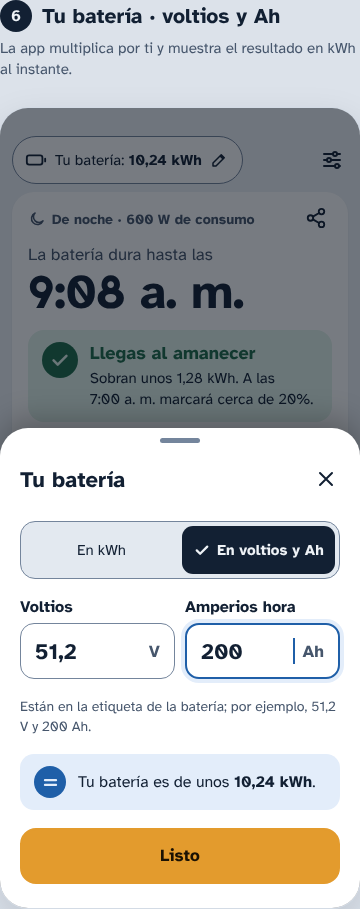 6 Tu batería · voltios y Ah
La app multiplica por ti y muestra el resultado en kWh
al instante.
Tu batería: 10,24 kWh
De noche · 600 W de consumo
La batería dura hasta las
9:08 a. m.
Llegas al amanecer
Sobran unos 1,28 kWh. A las
7:00 a. m. marcará cerca de 20%.
Tu batería
En kWh
En voltios y Ah
Voltios
Amperios hora
51,2 V
200 Ah
Están en la etiqueta de la batería; por ejemplo, 51,2
V y 200 Ah.
Tu batería es de unos 10,24 kWh.
Listo